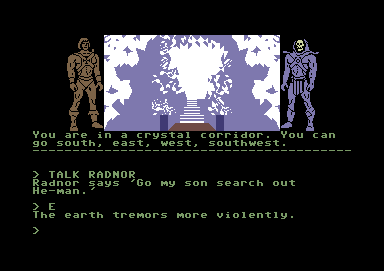 You are in a crystal corridor. You can
go south, east, west, southwest.
> TALK RADNOR
Radnor says 'Go my son search out
He-man.'
> E
The earth tremors more violently.
>